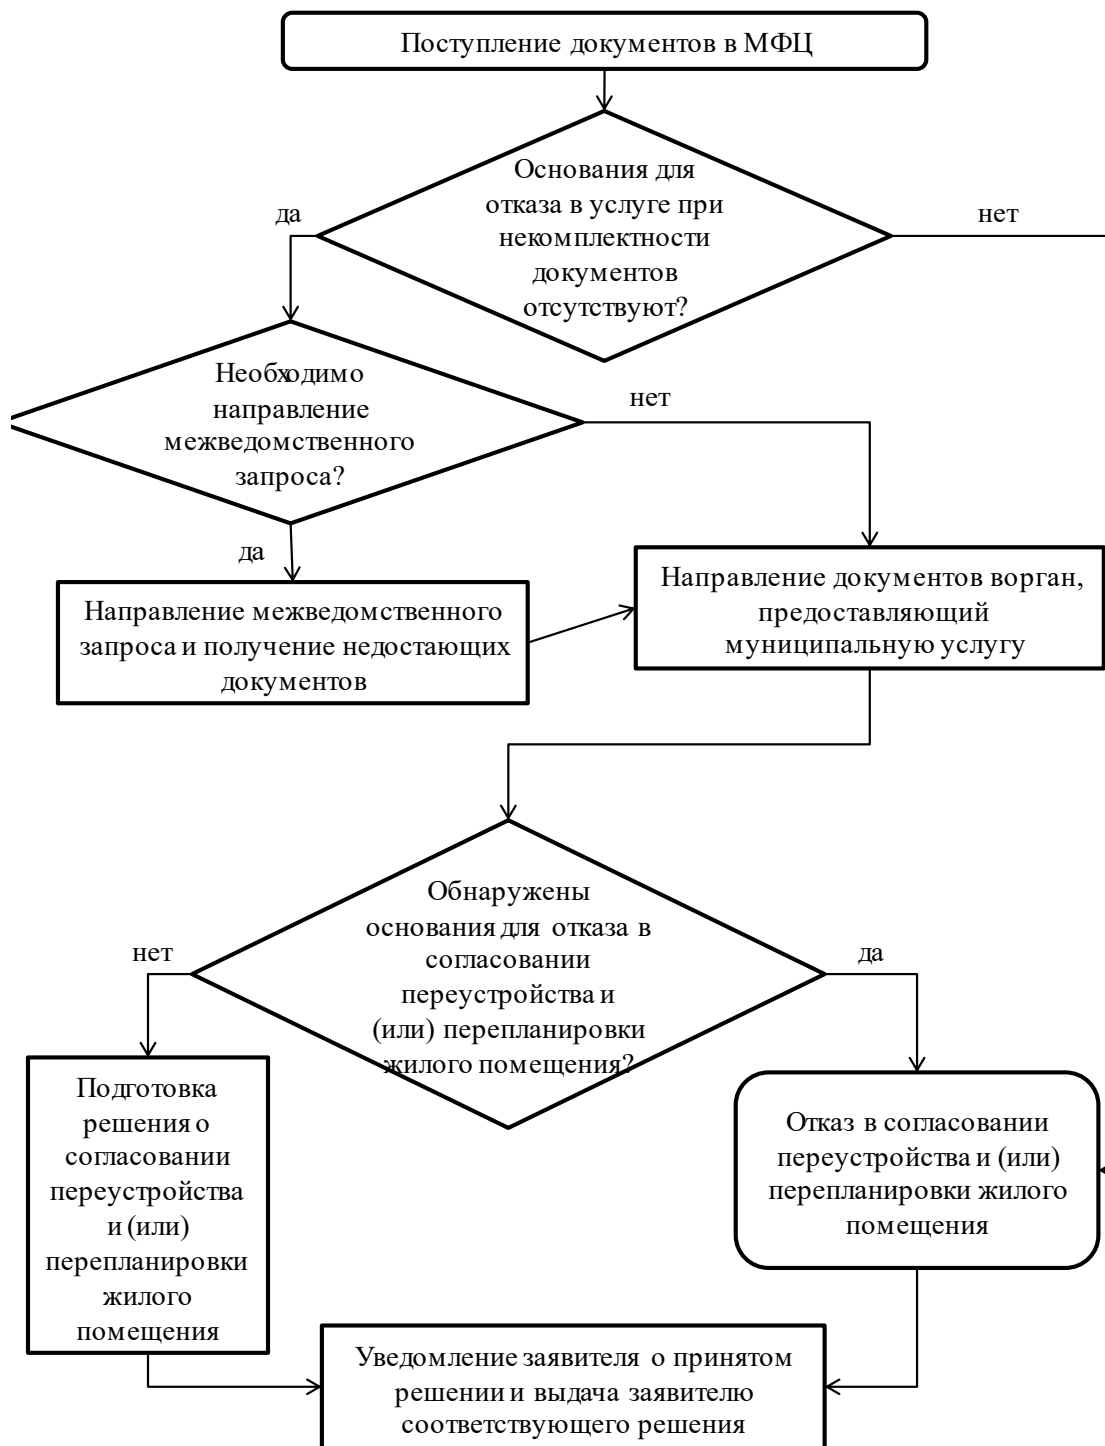 Поступление документов в МФЦ
Основания для
отказа в услуге при
некомплектности
документов
отсутствуют?
да
нет
Необходимо
направление
межведомственного
запроса?
нет
да
Направление межведомственного
запроса и получение недостающих
документов
Направление документов ворган,
предоставляющий
муниципальную услугу
Обнаружены
основания для отказа в
согласовании
переустройства и
(или) перепланировки
жилого помещения?
нет
да
Подготовка
решения о
согласовании
переустройства
и (или)
перепланировки
жилого
помещения
Отказ в согласовании
переустройства и (или)
перепланировки жилого
помещения
Уведомление заявителя о принятом
решении и выдача заявителю
соответствующего решения